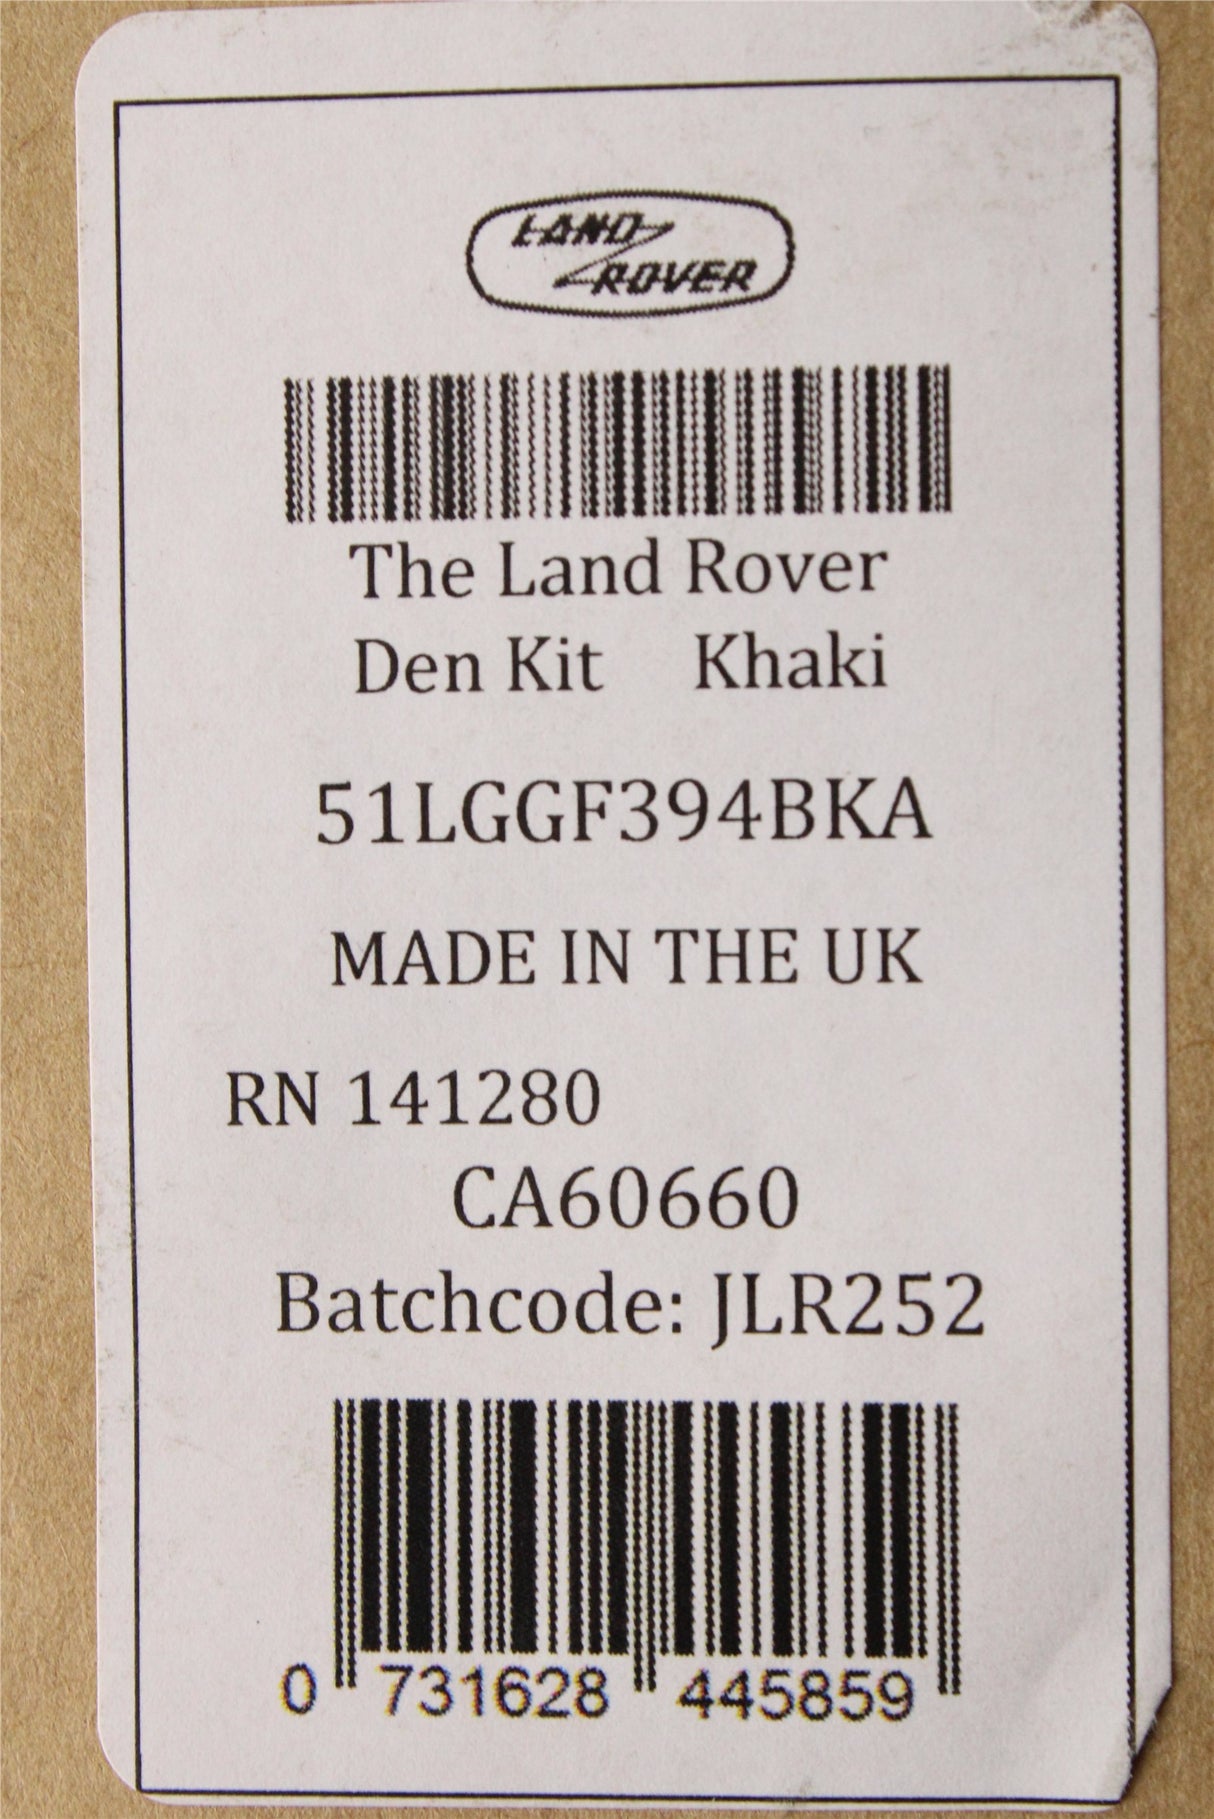 LAND
ROVER
The Land Rover
Den Kit Khaki
51LGGF394BKA
MADE IN THE UK
RN 141280
CA60660
Batchcode: JLR252
0 731628 445859